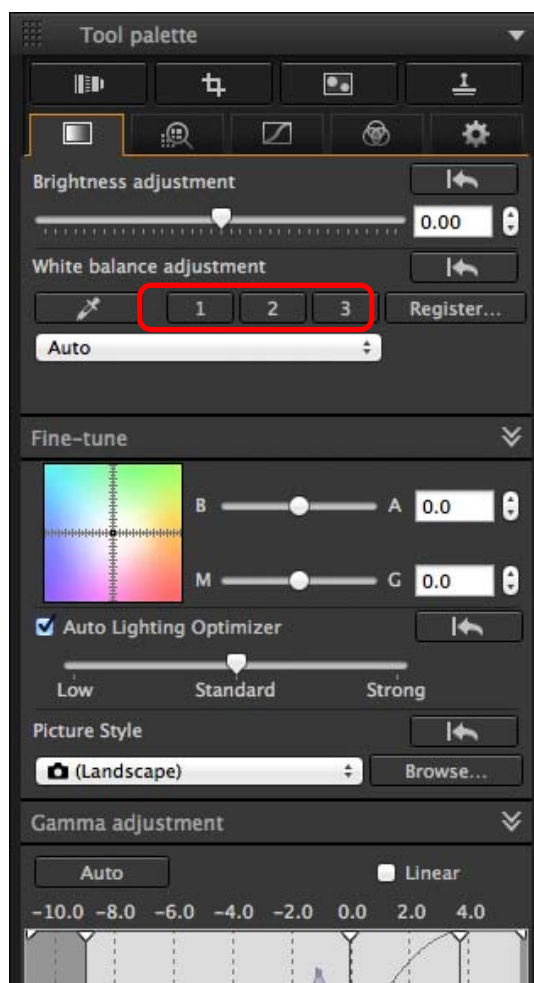 Tool palette
Brightness adjustment
0.00
White balance adjustment
1 2 3 Register...
Auto
Fine-tune
B A 0.0
M G 0.0
Auto Lighting Optimizer
Low Standard Strong
Picture Style
(Landscape) Browse...
Gamma adjustment
Auto Linear
-10.0 -8.0 -6.0 -4.0 -2.0 0.0 2.0 4.0